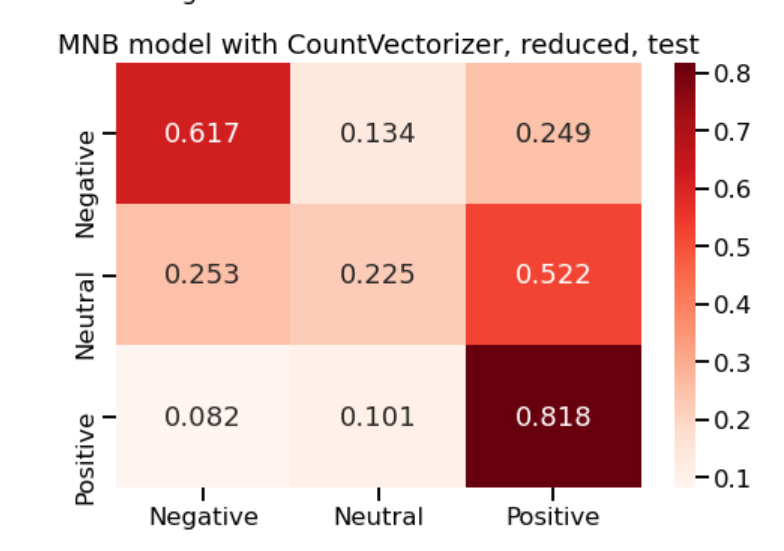 MNB model with CountVectorizer, reduced, test
Negative 0.617 0.134 0.249
Neutral 0.253 0.225 0.522
Positive 0.082 0.101 0.818
Negative Neutral Positive
0.8
0.7
0.6
0.5
0.4
0.3
0.2
0.1